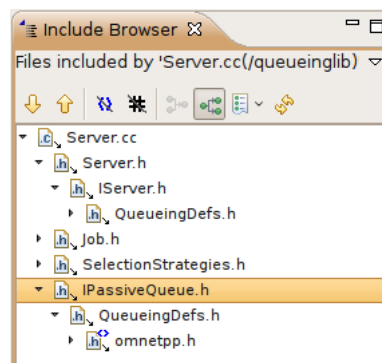 Include Browser
Files included by 'Server.cc(/queueinglib)
Server.cc
Server.h
IServer.h
QueueingDefs.h
Job.h
SelectionStrategies.h
IPassiveQueue.h
QueueingDefs.h
omnetpp.h